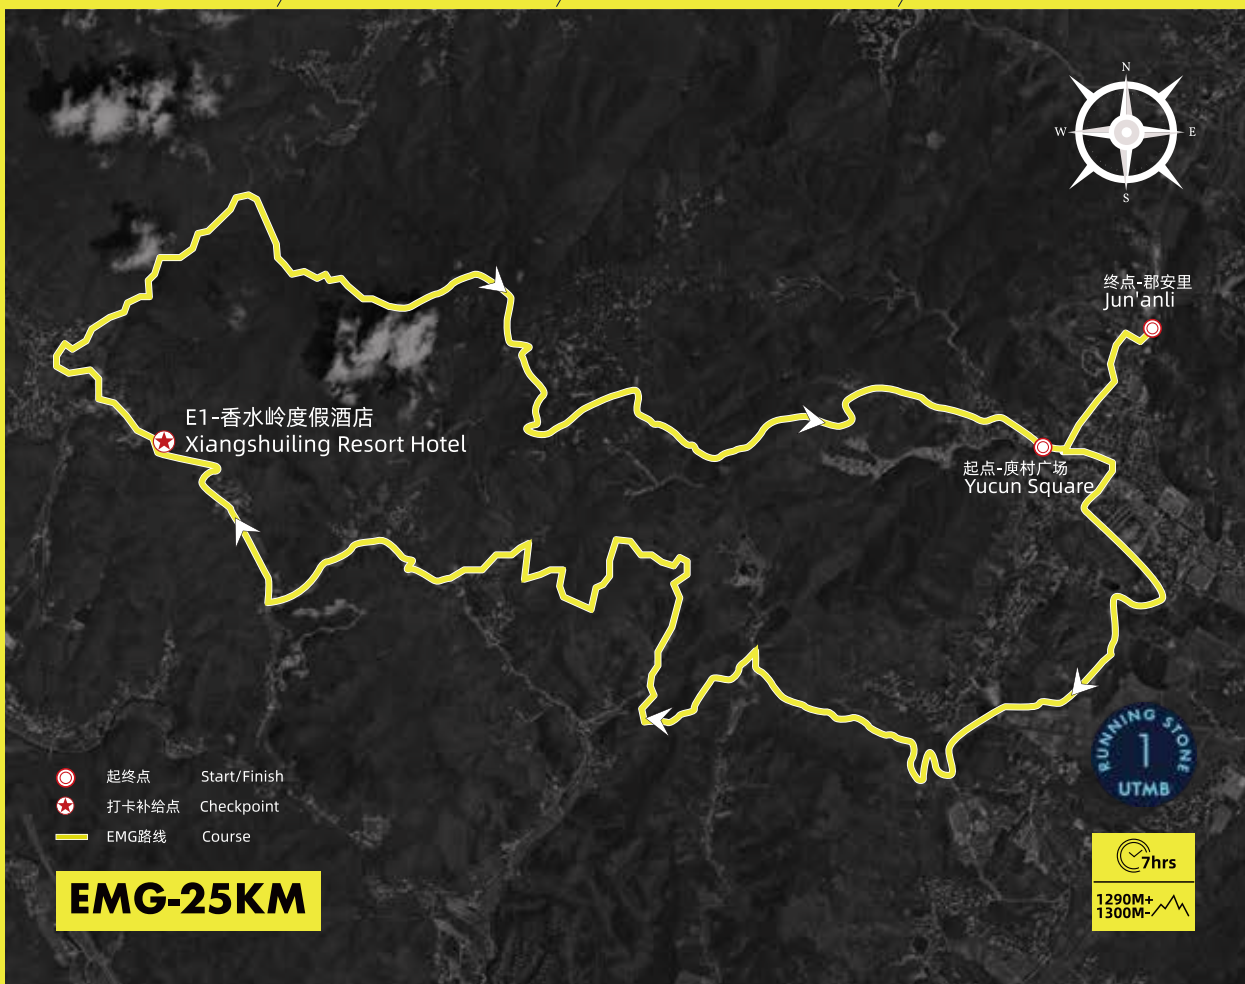 N
W
E
S
终点-郡安里
Jun'anli
E1-香水岭度假酒店
Xiangshuiling Resort Hotel
起点-庾村广场
Yucun Square
RUNNING STONE
1
UTMB
起终点 Start/Finish
打卡补给点 Checkpoint
EMG路线 Course
EMG-25KM
7hrs
1290M+
1300M-